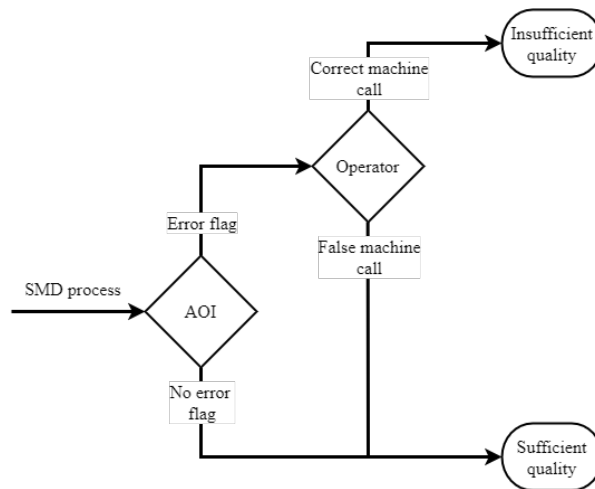 Insufficient
quality
Correct machine
call
Operator
Error flag
False machine
call
SMD process
AOI
No error
flag
Sufficient
quality